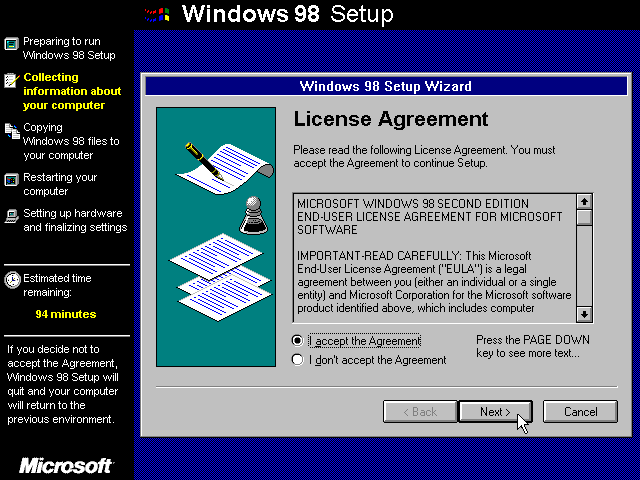 Windows 98 Setup
Preparing to run
Windows 98 Setup
Collecting
information about
your computer
Copying
Windows 98 files to
your computer
Restarting your
computer
Setting up hardware
and finalizing settings
Estimated time
remaining:
94 minutes
If you decide not to
accept the Agreement,
Windows 98 Setup will
quit and your computer
will return to the
previous environment.
Microsoft
Windows 98 Setup Wizard
License Agreement
Please read the following License Agreement. You must
accept the Agreement to continue Setup.
MICROSOFT WINDOWS 98 SECOND EDITION
END-USER LICENSE AGREEMENT FOR MICROSOFT
SOFTWARE
IMPORTANT-READ CAREFULLY: This Microsoft
End-User License Agreement ("EULA") is a legal
agreement between you (either an individual or a single
entity) and Microsoft Corporation for the Microsoft software
product identified above, which includes computer
I accept the Agreement
I don't accept the Agreement
Press the PAGE DOWN
key to see more text...
< Back
Next >
Cancel